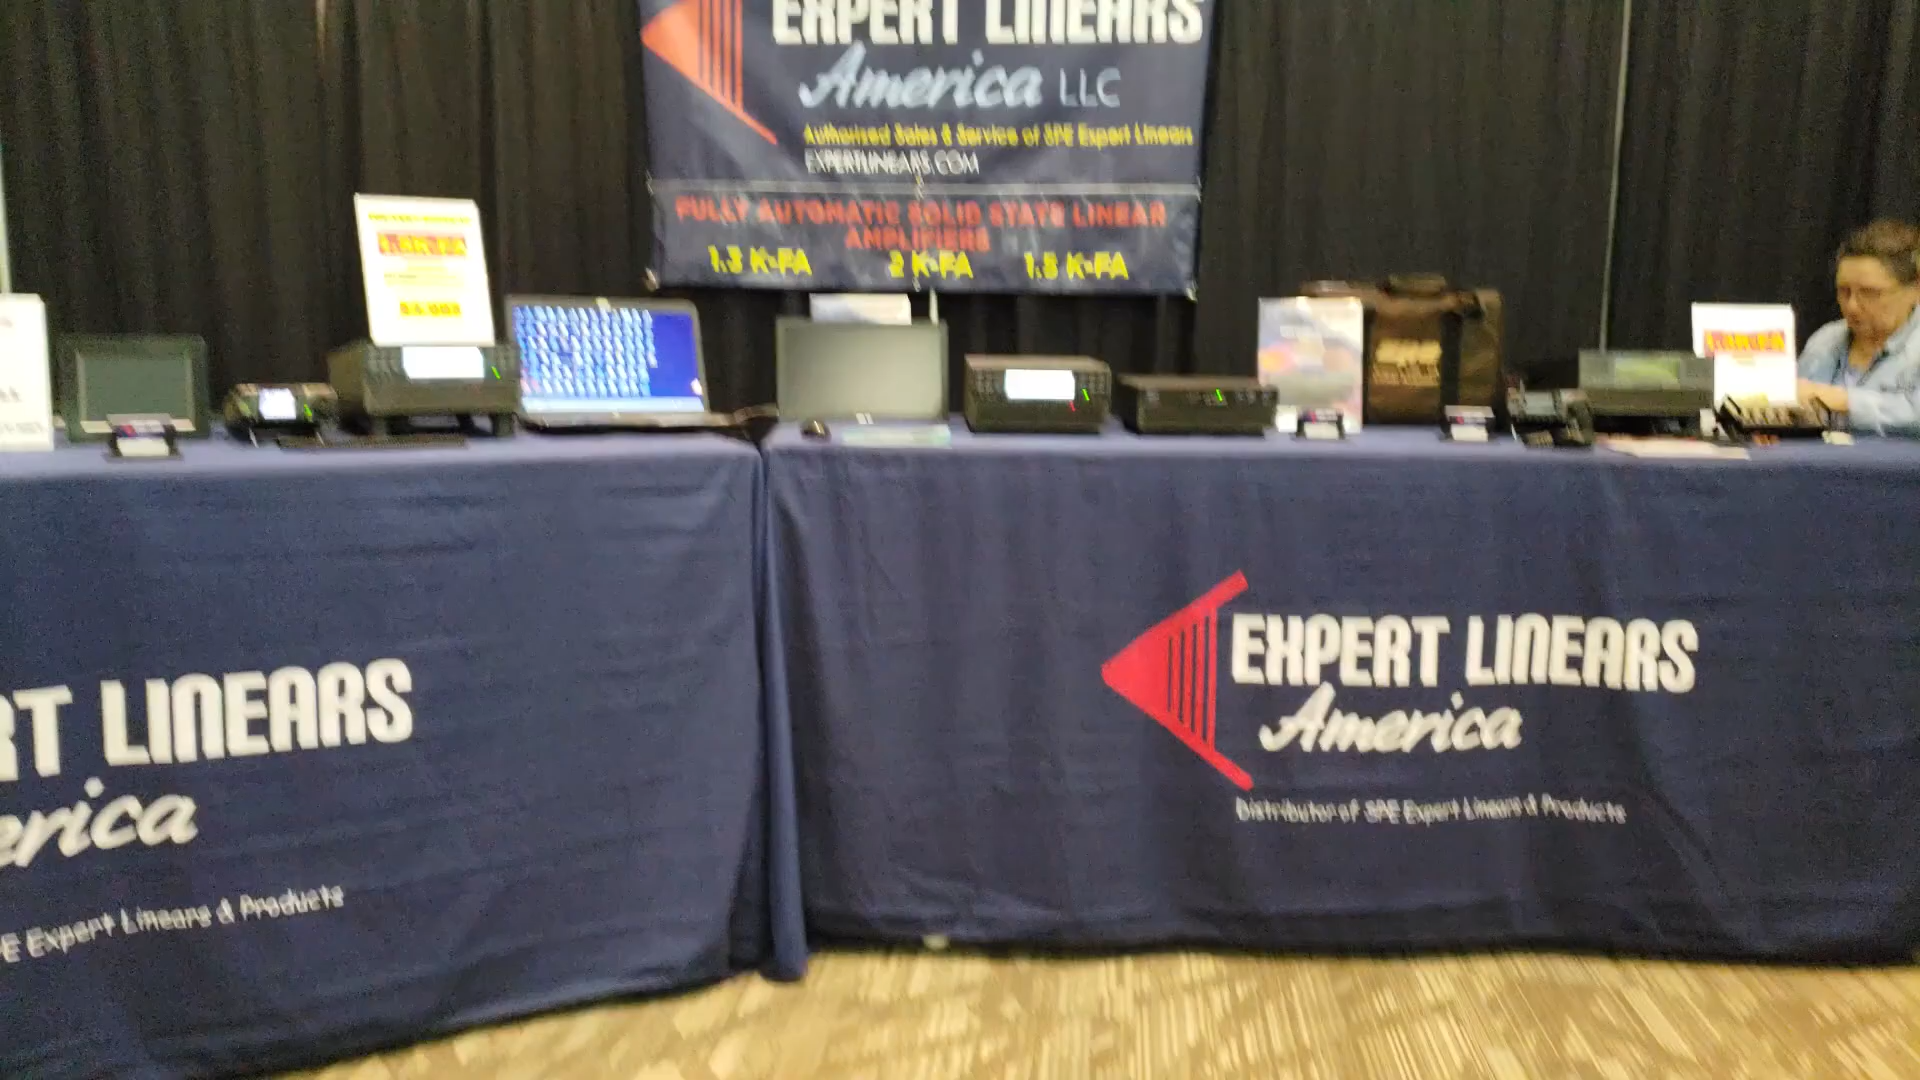 EXPERT LINEARS
America LLC
Authorized Sales & Service of SPE Expert Linears
EXPERTLINEARS.COM
FULLY AUTOMATIC SOLID STATE LINEAR
AMPLIFIERS
1.3 K-FA 2 K-FA 1.5 K-FA
RT LINEARS
erica
E Expert Linears & Products
EXPERT LINEARS
America
Distributor of SPE Expert Linears & Products